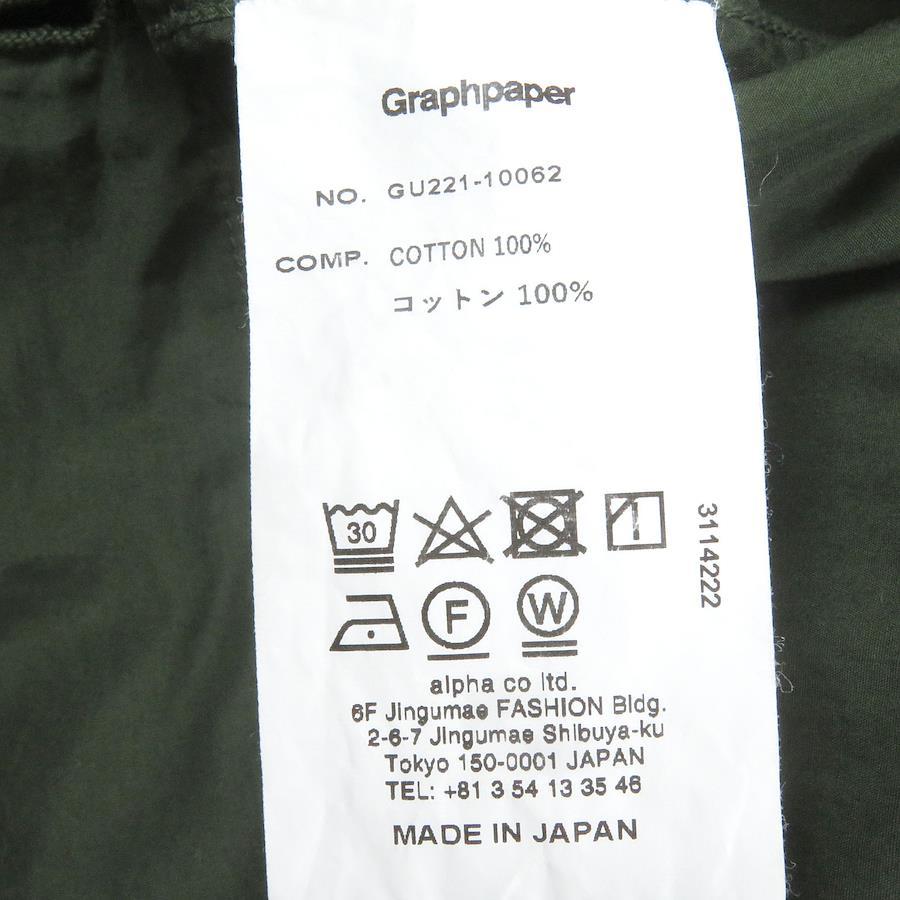 Graphpaper
NO. GU221-10062
COMP. COTTON 100%
コットン 100%
30
F W
3114222
alpha co ltd.
6F Jingumae FASHION Bldg.
2-6-7 Jingumae Shibuya-ku
Tokyo 150-0001 JAPAN
TEL: +81 3 54 13 35 46
MADE IN JAPAN